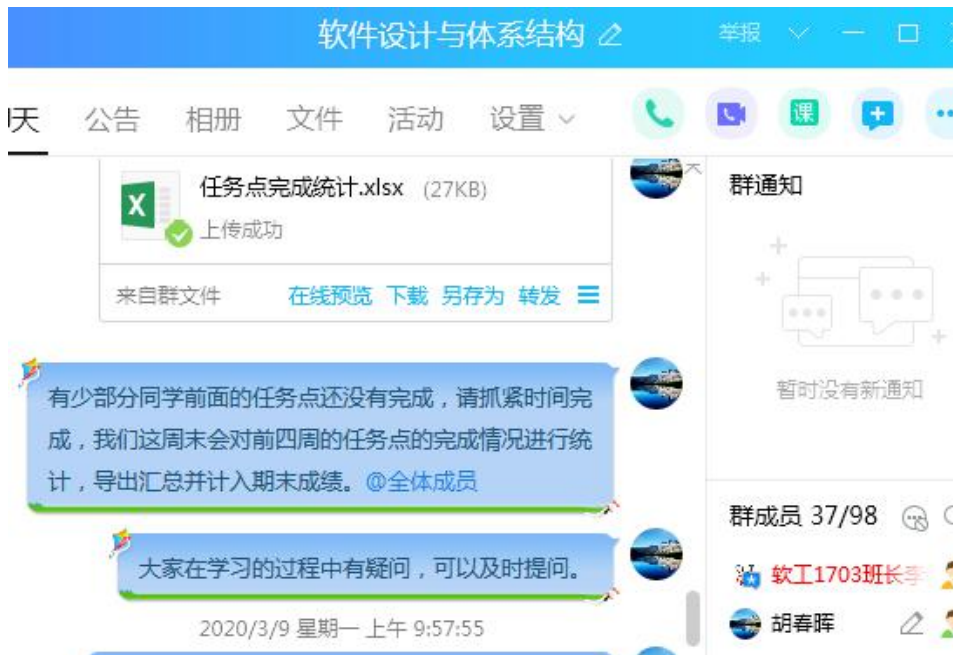 软件设计与体系结构
举报
天 公告 相册 文件 活动 设置
课
任务点完成统计.xlsx (27KB)
上传成功
来自群文件 在线预览 下载 另存为 转发
有少部分同学前面的任务点还没有完成，请抓紧时间完
成，我们这周末会对前四周的任务点的完成情况进行统
计，导出汇总并计入期末成绩。@全体成员
大家在学习的过程中有疑问，可以及时提问。
2020/3/9 星期一 上午 9:57:55
群通知
暂时没有新通知
群成员 37/98
软工1703班长李
胡春晖